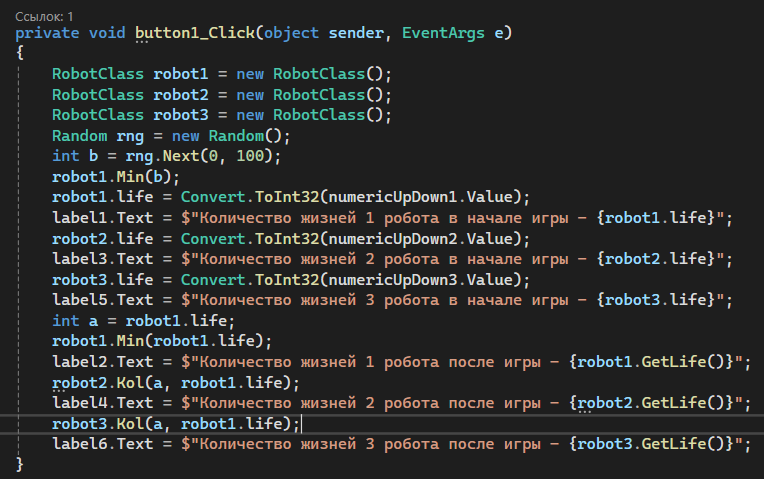 Ссылок: 1
private void button1_Click(object sender, EventArgs e)
{
RobotClass robot1 = new RobotClass();
RobotClass robot2 = new RobotClass();
RobotClass robot3 = new RobotClass();
Random rng = new Random();
int b = rng.Next(0, 100);
robot1.Min(b);
robot1.life = Convert.ToInt32(numericUpDown1.Value);
label1.Text = $"Количество жизней 1 робота в начале игры - {robot1.life}";
robot2.life = Convert.ToInt32(numericUpDown2.Value);
label3.Text = $"Количество жизней 2 робота в начале игры - {robot2.life}";
robot3.life = Convert.ToInt32(numericUpDown3.Value);
label5.Text = $"Количество жизней 3 робота в начале игры - {robot3.life}";
int a = robot1.life;
robot1.Min(robot1.life);
label2.Text = $"Количество жизней 1 робота после игры - {robot1.GetLife()}";
robot2.Kol(a, robot1.life);
label4.Text = $"Количество жизней 2 робота после игры - {robot2.GetLife()}";
robot3.Kol(a, robot1.life);
label6.Text = $"Количество жизней 3 робота после игры - {robot3.GetLife()}";
}